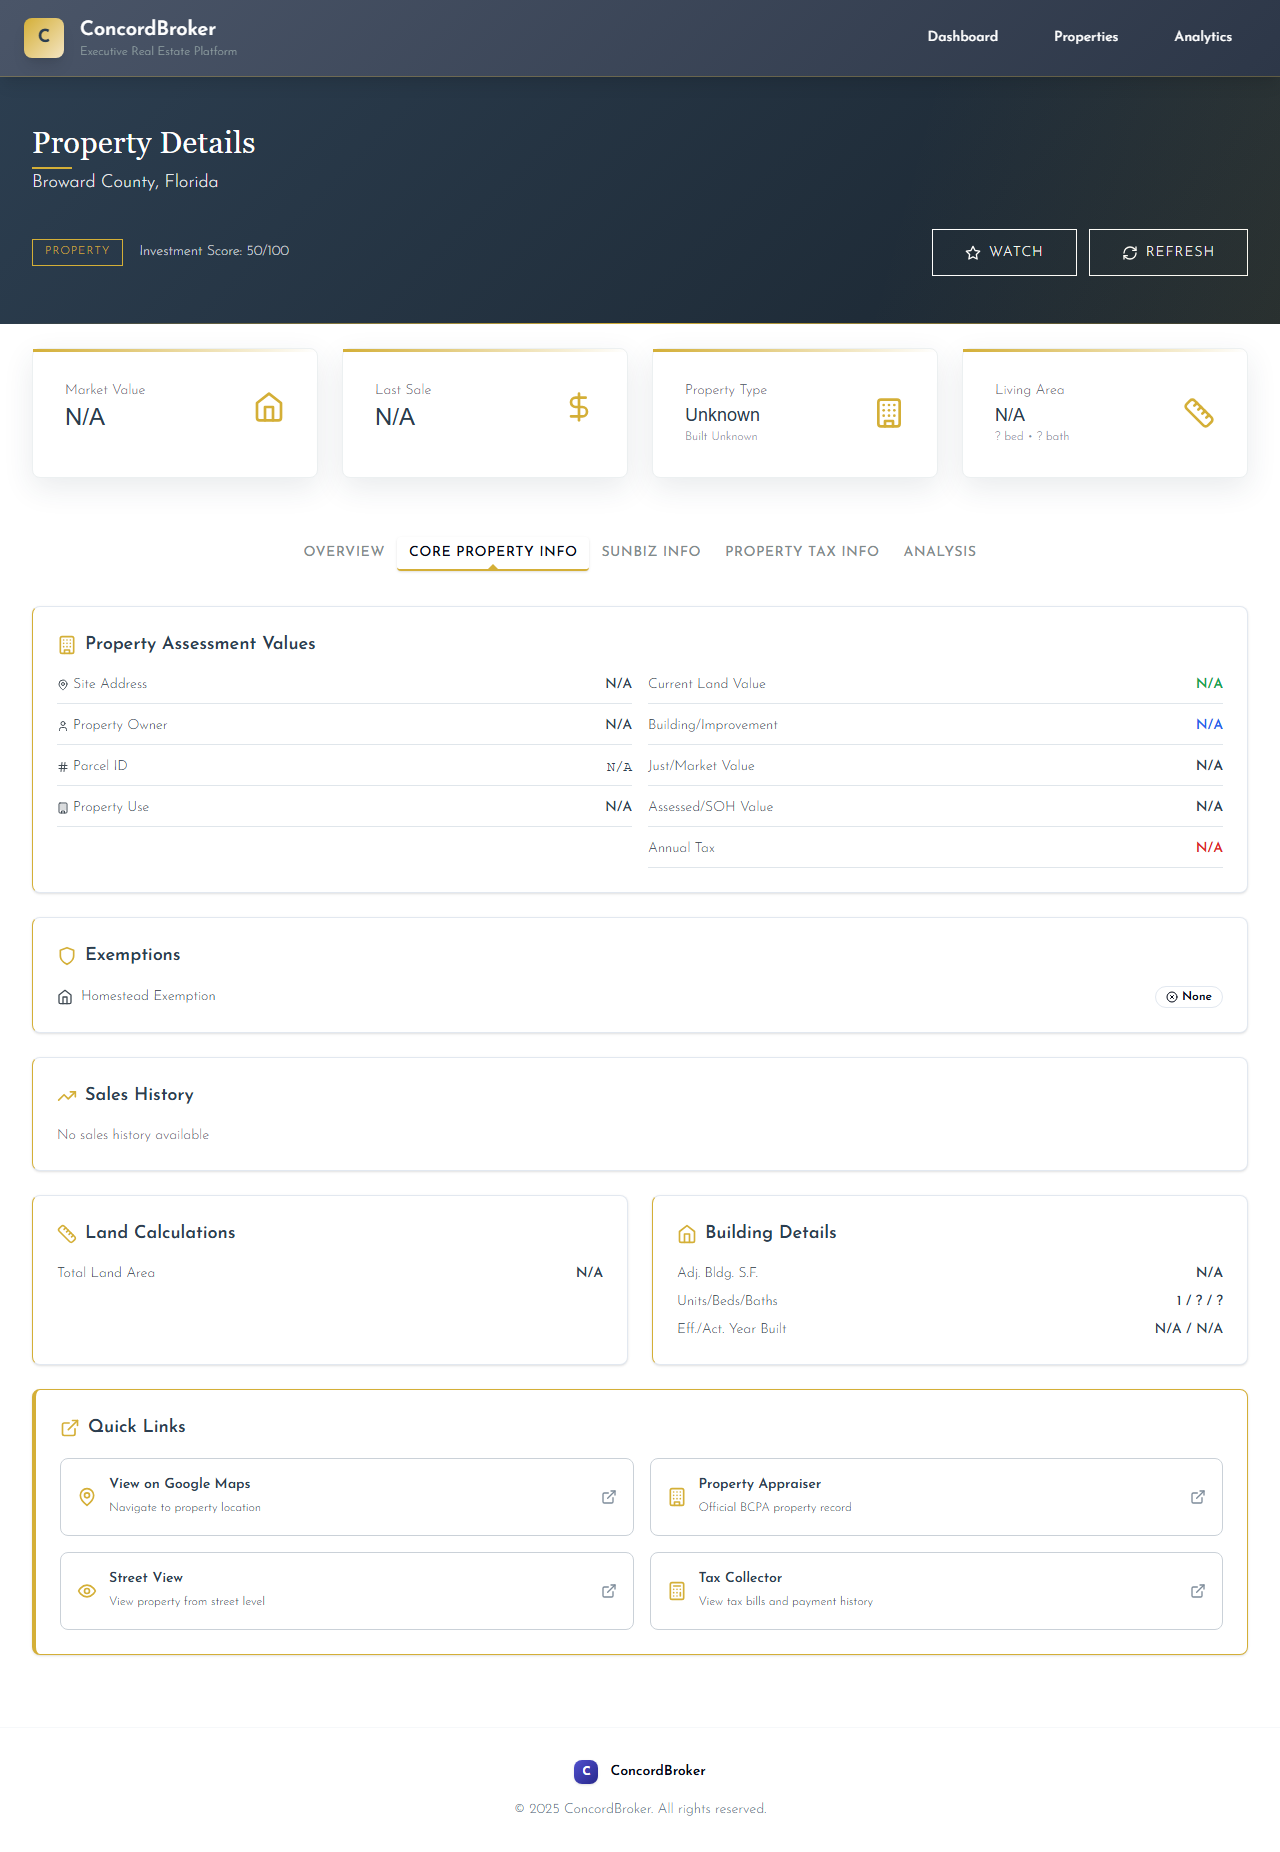 C
ConcordBroker
Executive Real Estate Platform
Dashboard
Properties
Analytics
Property Details
Broward County, Florida
PROPERTY
Investment Score: 50/100
WATCH
REFRESH
Market Value
N/A
Last Sale
N/A
Property Type
Unknown
Built Unknown
Living Area
N/A
? bed • ? bath
OVERVIEW
CORE PROPERTY INFO
SUNBIZ INFO
PROPERTY TAX INFO
ANALYSIS
Property Assessment Values
Site Address N/A
Property Owner N/A
Parcel ID N/A
Property Use N/A
Current Land Value N/A
Building/Improvement N/A
Just/Market Value N/A
Assessed/SOH Value N/A
Annual Tax N/A
Exemptions
Homestead Exemption
None
Sales History
No sales history available
Land Calculations
Total Land Area N/A
Building Details
Adj. Bldg. S.F. N/A
Units/Beds/Baths 1 / ? / ?
Eff./Act. Year Built N/A / N/A
Quick Links
View on Google Maps
Navigate to property location
Property Appraiser
Official BCPA property record
Street View
View property from street level
Tax Collector
View tax bills and payment history
C
ConcordBroker
© 2025 ConcordBroker. All rights reserved.